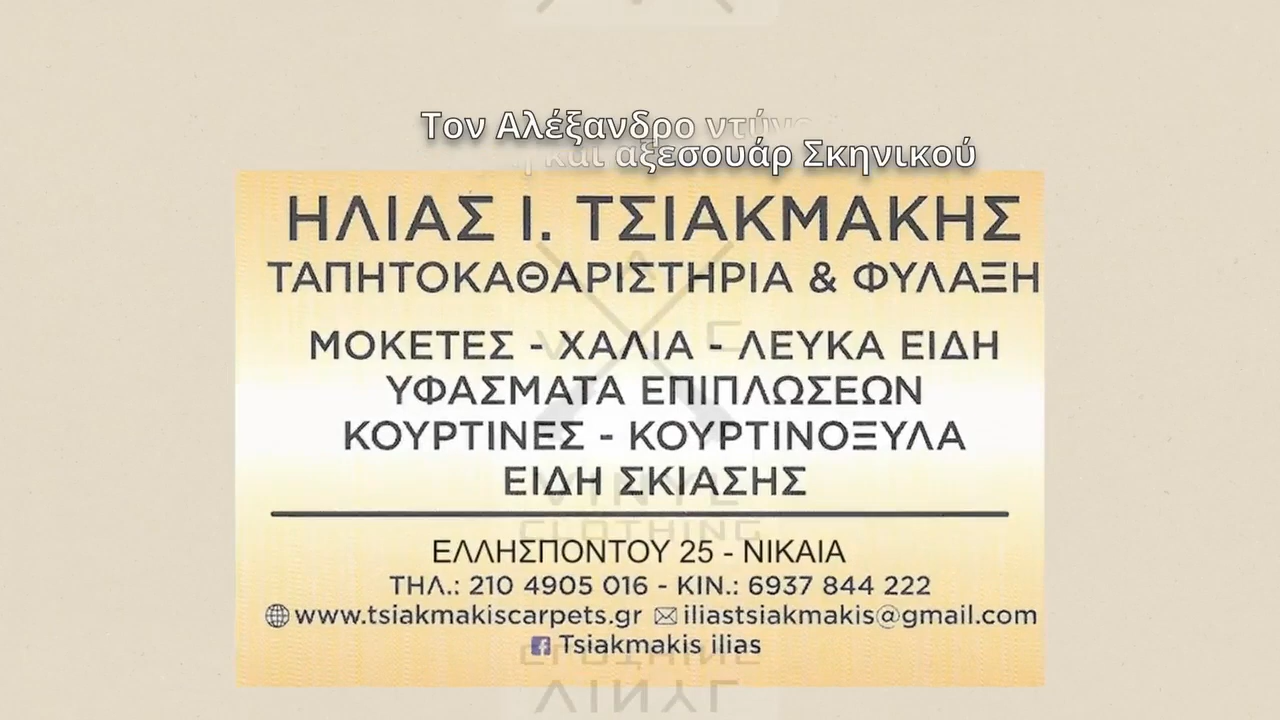 Τον Αλέξανδρο
και αξεσουάρ Σκηνικού
ΗΛΙΑΣ Ι. ΤΣΙΑΚΜΑΚΗΣ
ΤΑΠΗΤΟΚΑΘΑΡΙΣΤΗΡΙΑ & ΦΥΛΑΞΗ
ΜΟΚΕΤΕΣ - ΧΑΛΙΑ - ΛΕΥΚΑ ΕΙΔΗ
ΥΦΑΣΜΑΤΑ ΕΠΙΠΛΩΣΕΩΝ
ΚΟΥΡΤΙΝΕΣ - ΚΟΥΡΤΙΝΟΞΥΛΑ
ΕΙΔΗ ΣΚΙΑΣΗΣ
VINYL
CLOTHING
ΕΛΛΗΣΠΟΝΤΟΥ 25 - ΝΙΚΑΙΑ
ΤΗΛ.: 210 4905 016 - ΚΙΝ.: 6937 844 222
www.tsiakmakiscarpets.gr iliastsiakmakis@gmail.com
Tsiakmakis ilias